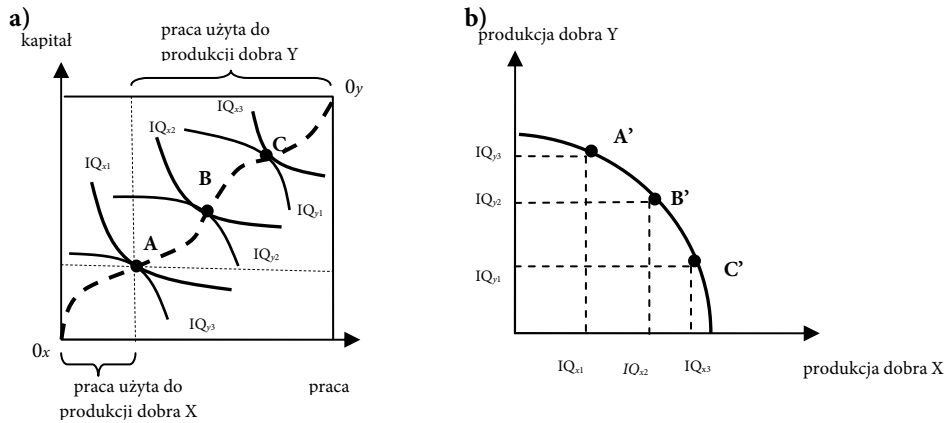 a)
kapitał
praca użyta do
produkcji dobra Y
0y
IQx3
IQx2
C
IQx1
B
IQy1
A
IQy2
IQy3
0x
praca użyta do
produkcji dobra X
praca
b)
produkcja dobra Y
A’
IQy3
IQy2
B’
IQy1
C’
IQx1
IQx2
IQx3
produkcja dobra X